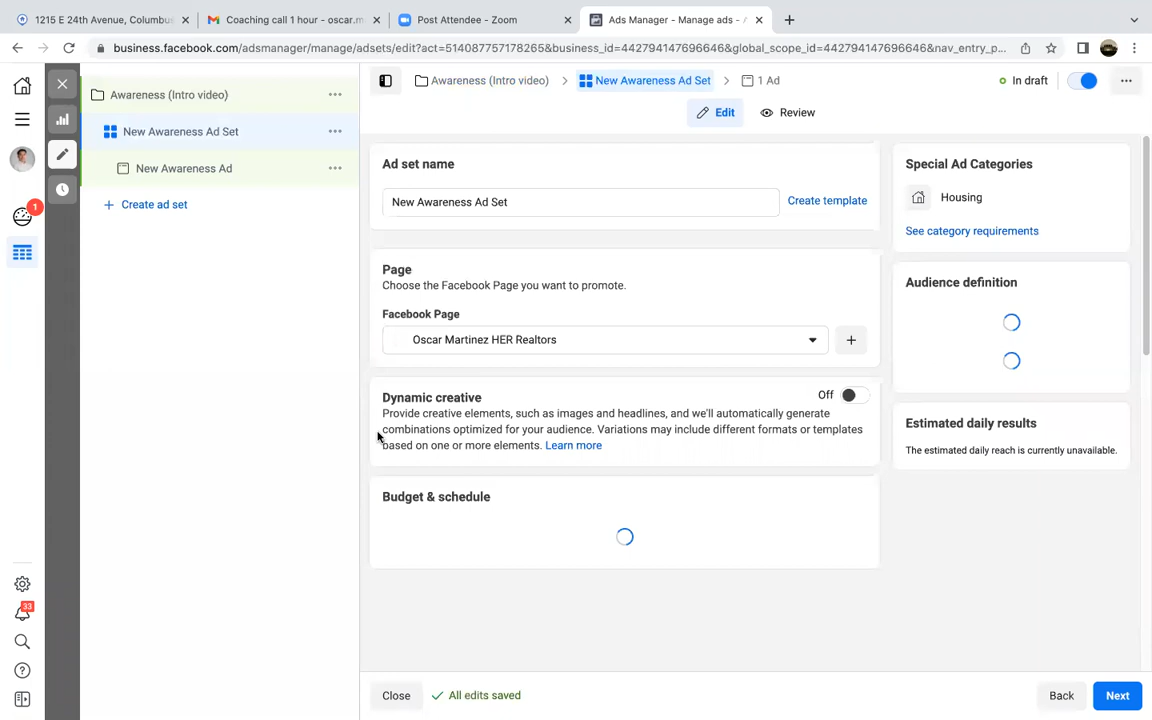 1215 E 24th Avenue, Columbus
Coaching call 1 hour - oscar.m
Post Attendee - Zoom
Ads Manager - Manage ads - A
business.facebook.com/adsmanager/manage/adsets/edit?act=514087757178265&business_id=442794147696646&global_scope_id=442794147696646&nav_entry_p...
Awareness (Intro video)
New Awareness Ad Set
1 Ad
In draft
Edit
Review
Awareness (Intro video)
New Awareness Ad Set
New Awareness Ad
+ Create ad set
1
33
Ad set name
New Awareness Ad Set
Create template
Page
Choose the Facebook Page you want to promote.
Facebook Page
Oscar Martinez HER Realtors
Dynamic creative
Off
Provide creative elements, such as images and headlines, and we'll automatically generate
combinations optimized for your audience. Variations may include different formats or templates
based on one or more elements. Learn more
Budget & schedule
Special Ad Categories
Housing
See category requirements
Audience definition
Estimated daily results
The estimated daily reach is currently unavailable.
Close
All edits saved
Back
Next